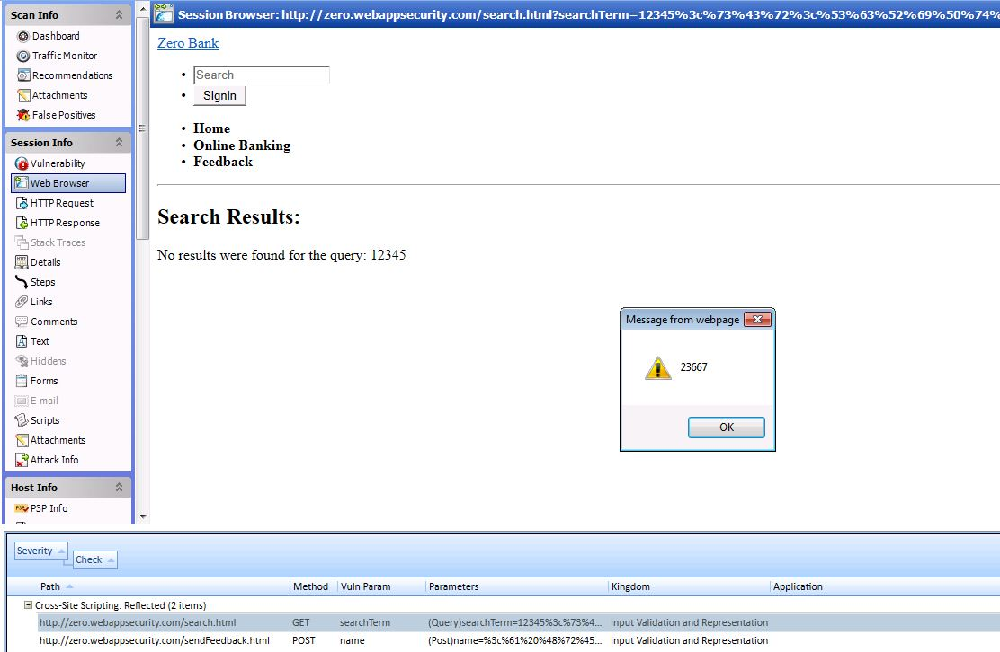 Scan Info
Dashboard
Traffic Monitor
Recommendations
Attachments
False Positives
Session Info
Vulnerability
Web Browser
HTTP Request
HTTP Response
Stack Traces
Details
Steps
Links
Comments
Text
Hiddens
Forms
E-mail
Scripts
Attachments
Attack Info
Host Info
P3P P3P Info
Session Browser: http://zero.webappsecurity.com/search.html?searchTerm=12345%3c%73%43%72%3c%53%63%52%69%50%74%
Zero Bank
Search
Signin
Home
Online Banking
Feedback
Search Results:
No results were found for the query: 12345
Message from webpage
23667
OK
Severity
Check
Path Method Vuln Param Parameters Kingdom Application
Cross-Site Scripting: Reflected (2 items)
http://zero.webappsecurity.com/search.html GET searchTerm (Query)searchTerm=12345%3c%73%4... Input Validation and Representation
http://zero.webappsecurity.com/sendFeedback.html POST name (Post)name=%3c%61%20%48%72%45... Input Validation and Representation